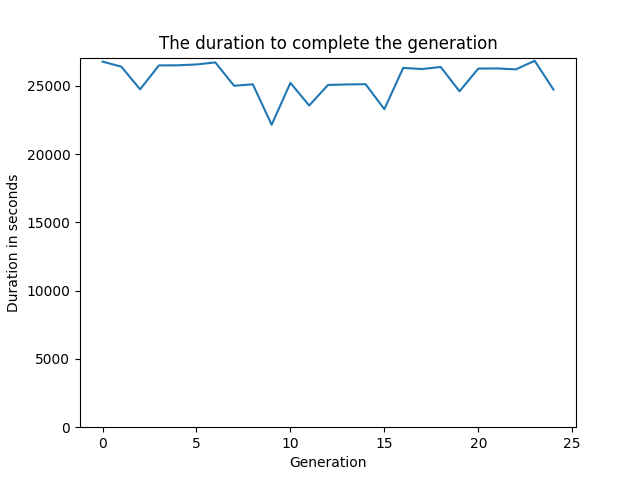 The duration to complete the generation
Duration in seconds
25000
20000
15000
10000
5000
0
0 5 10 15 20 25
Generation